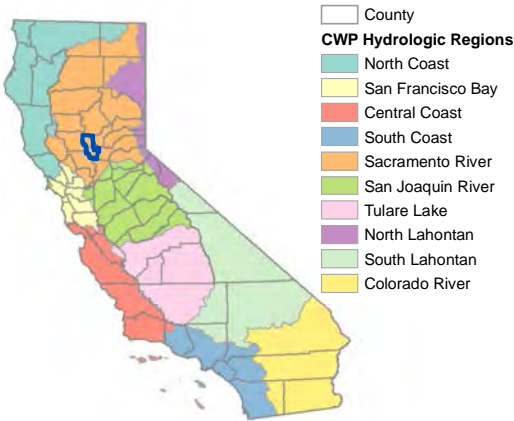 County
CWP Hydrologic Regions
North Coast
San Francisco Bay
Central Coast
South Coast
Sacramento River
San Joaquin River
Tulare Lake
North Lahontan
South Lahontan
Colorado River